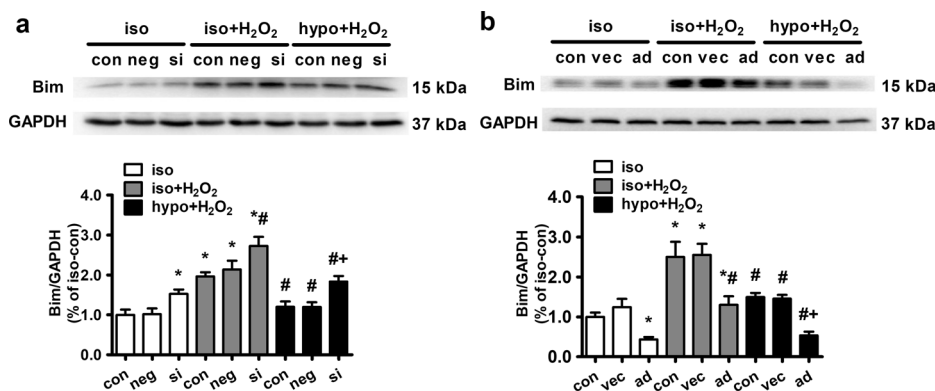 a
iso iso+H₂O₂ hypo+H₂O₂
con neg si con neg si con neg si
Bim 15 kDa
GAPDH 37 kDa
iso
iso+H₂O₂
hypo+H₂O₂
Bim/GAPDH
(% of iso-con)
4.0
3.0
2.0
1.0
0.0
* * * *# # # #+
con neg si con neg si con neg si
b
iso iso+H₂O₂ hypo+H₂O₂
con vec ad con vec ad con vec ad
Bim 15 kDa
GAPDH 37 kDa
iso
iso+H₂O₂
hypo+H₂O₂
Bim/GAPDH
(% of iso-con)
4.0
3.0
2.0
1.0
0.0
* * * *# # # #+
con vec ad con vec ad con vec ad